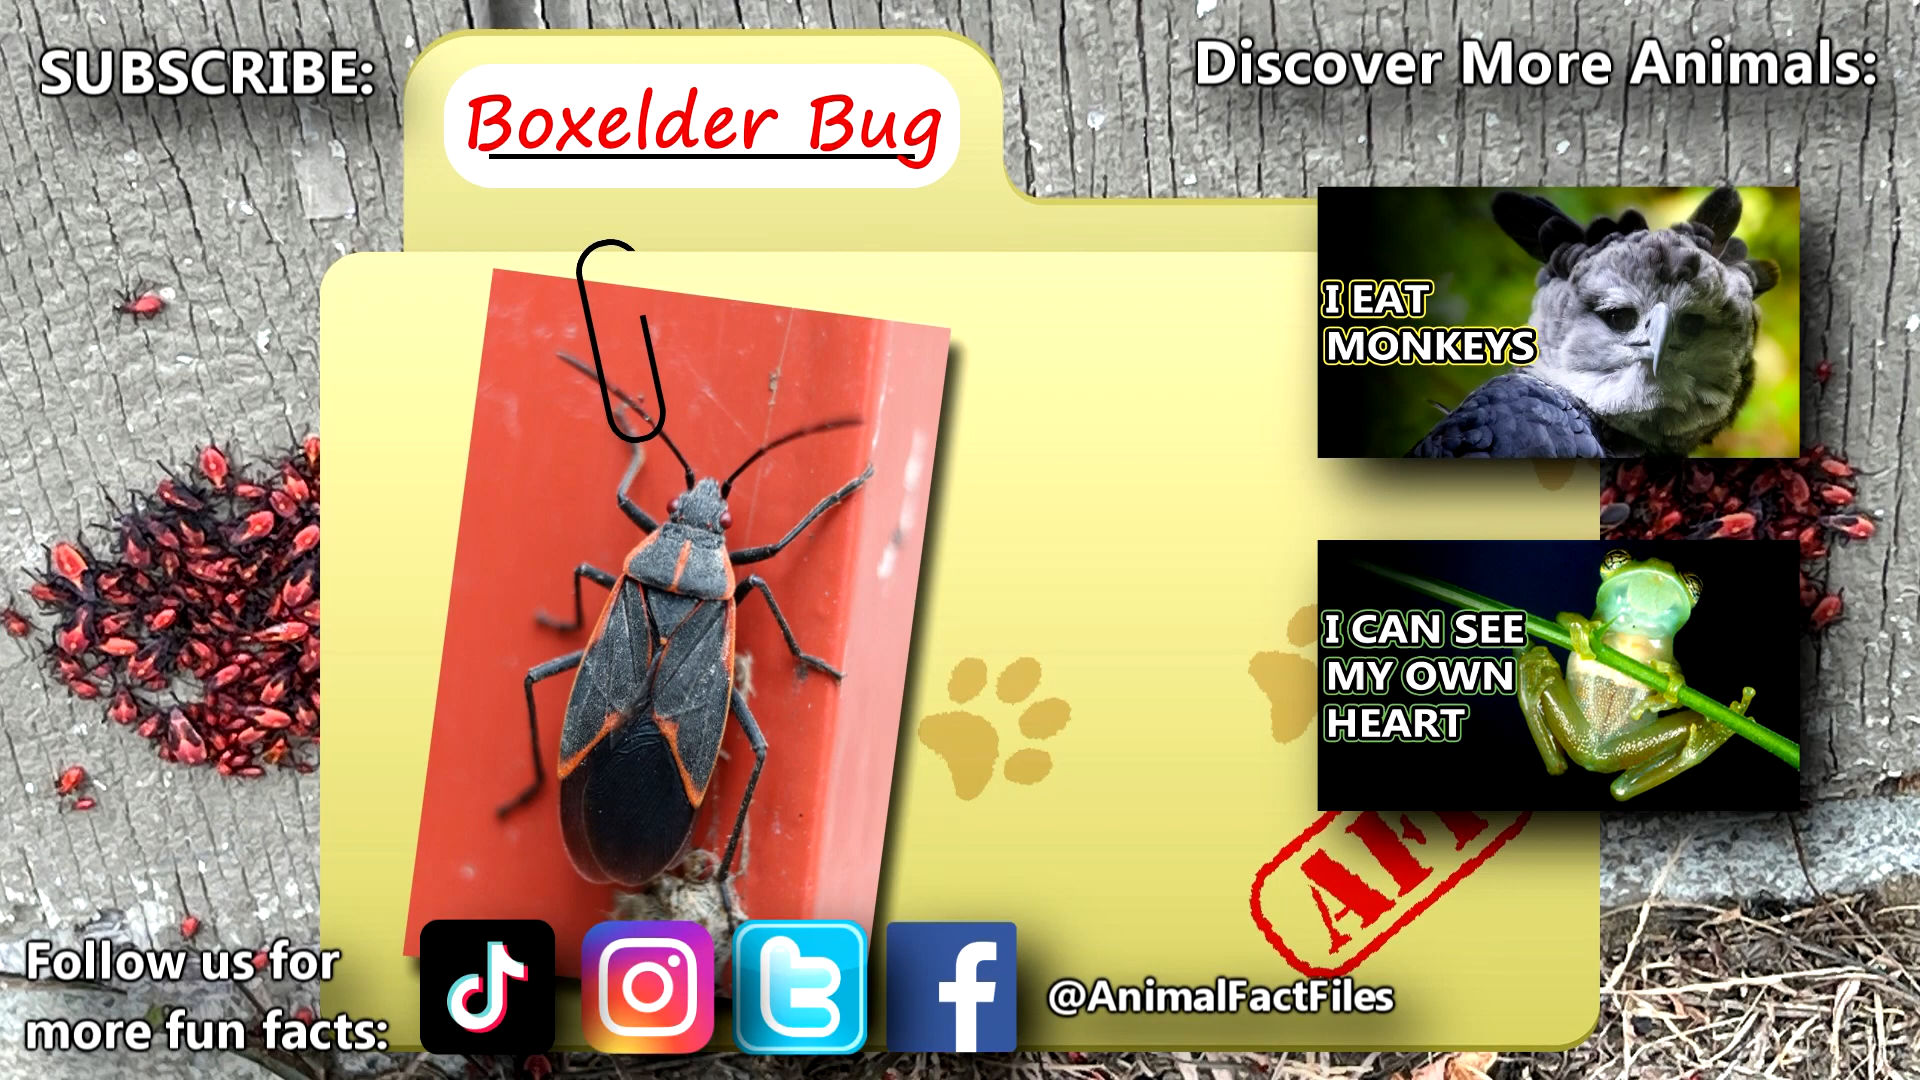 SUBSCRIBE:
Boxelder Bug
Discover More Animals:
I EAT
MONKEYS
I CAN SEE
MY OWN
HEART
Follow us for
more fun facts:
@AnimalFactFiles